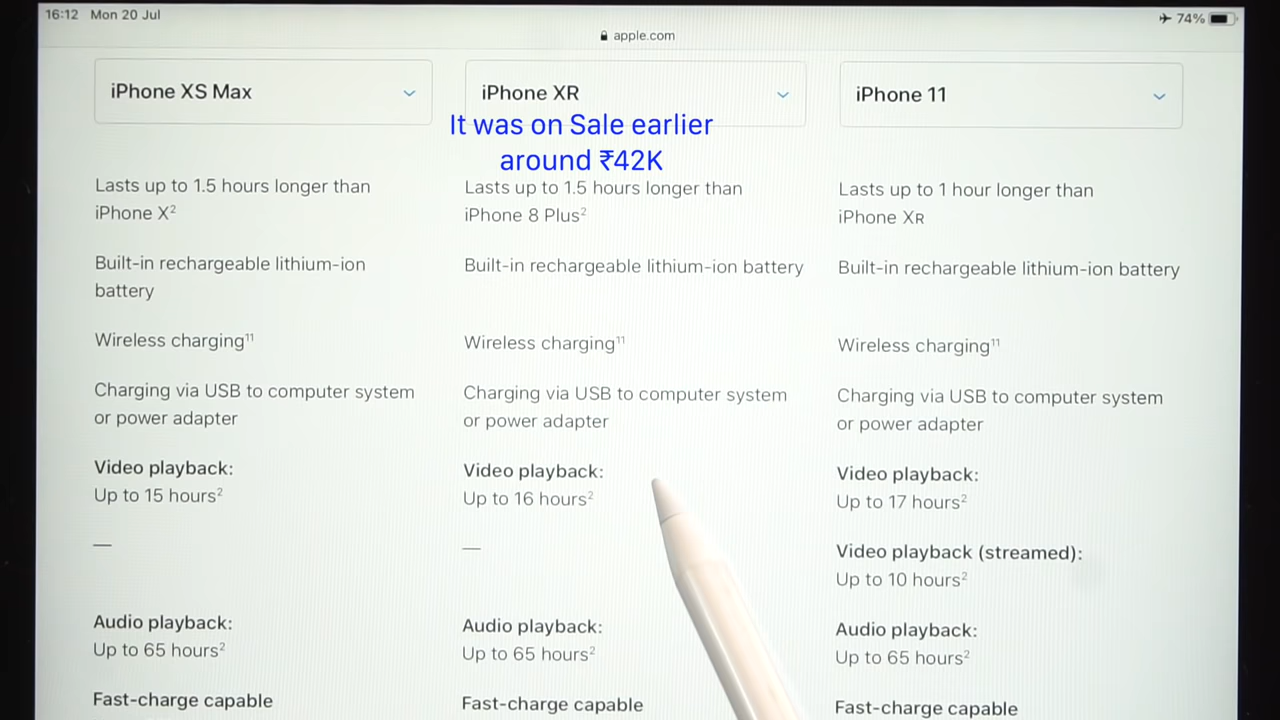 16:12 Mon 20 Jul
74%
apple.com
iPhone XS Max
iPhone XR
iPhone 11
It was on Sale earlier
around ₹42K
Lasts up to 1.5 hours longer than
iPhone X²
Built-in rechargeable lithium-ion
battery
Wireless charging¹¹
Charging via USB to computer system
or power adapter
Video playback:
Up to 15 hours²
—
Audio playback:
Up to 65 hours²
Fast-charge capable
Lasts up to 1.5 hours longer than
iPhone 8 Plus²
Built-in rechargeable lithium-ion battery
Wireless charging¹¹
Charging via USB to computer system
or power adapter
Video playback:
Up to 16 hours²
—
Audio playback:
Up to 65 hours²
Fast-charge capable
Lasts up to 1 hour longer than
iPhone XR
Built-in rechargeable lithium-ion battery
Wireless charging¹¹
Charging via USB to computer system
or power adapter
Video playback:
Up to 17 hours²
Video playback (streamed):
Up to 10 hours²
Audio playback:
Up to 65 hours²
Fast-charge capable